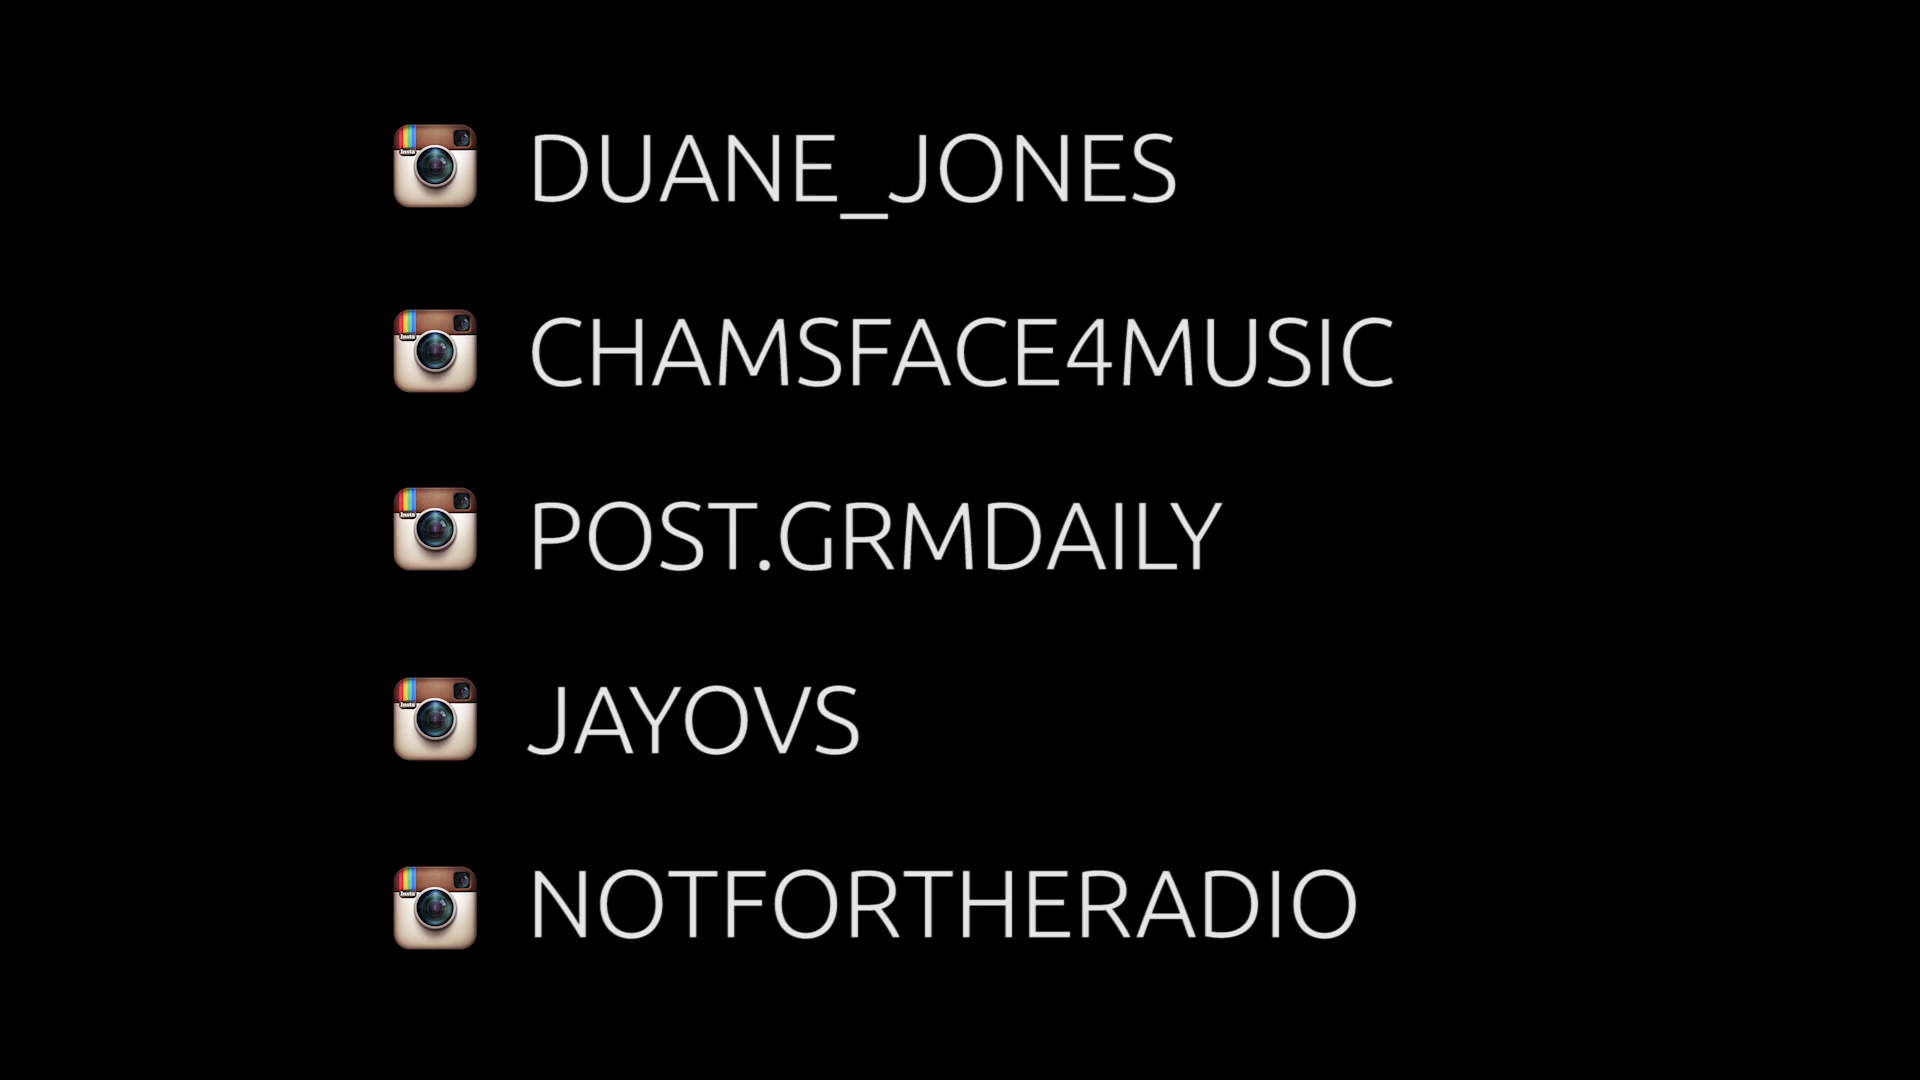 DUANE_JONES
CHAMSFACE4MUSIC
POST.GRMDAILY
JAYOVS
NOTFORTHERADIO